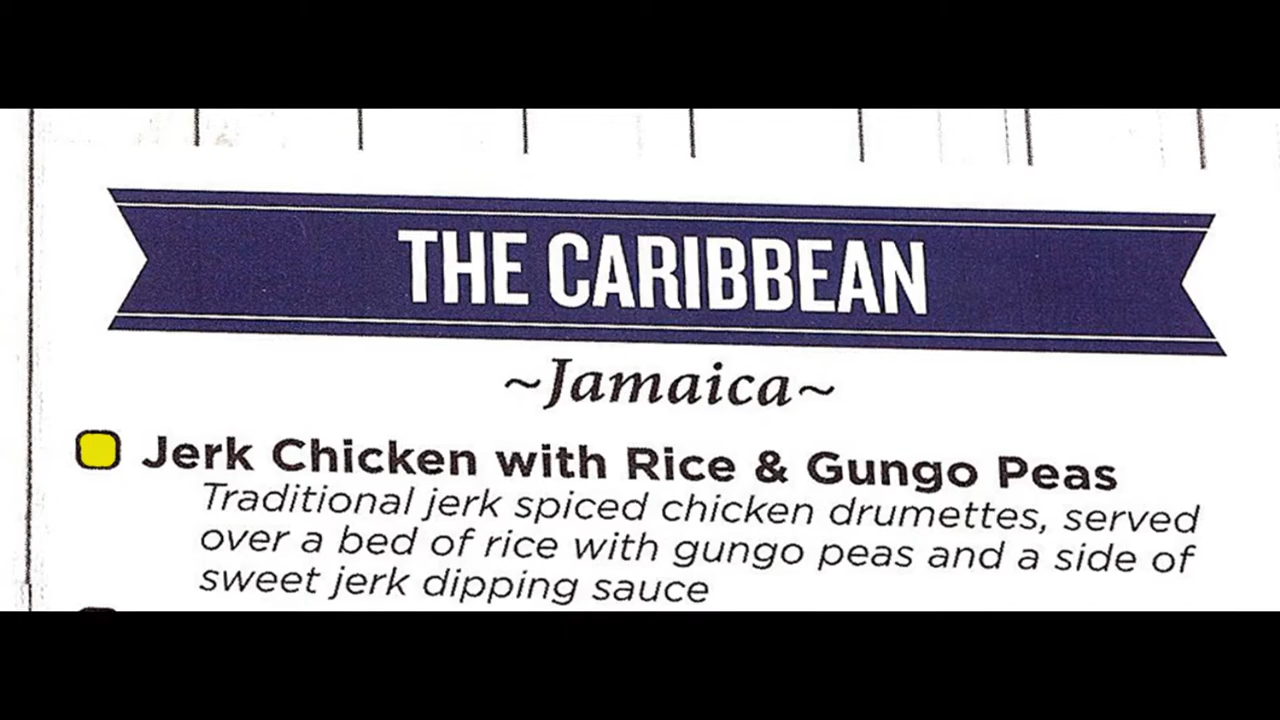 THE CARIBBEAN
~Jamaica~
Jerk Chicken with Rice & Gungo Peas
Traditional jerk spiced chicken drumettes, served
over a bed of rice with gungo peas and a side of
sweet jerk dipping sauce